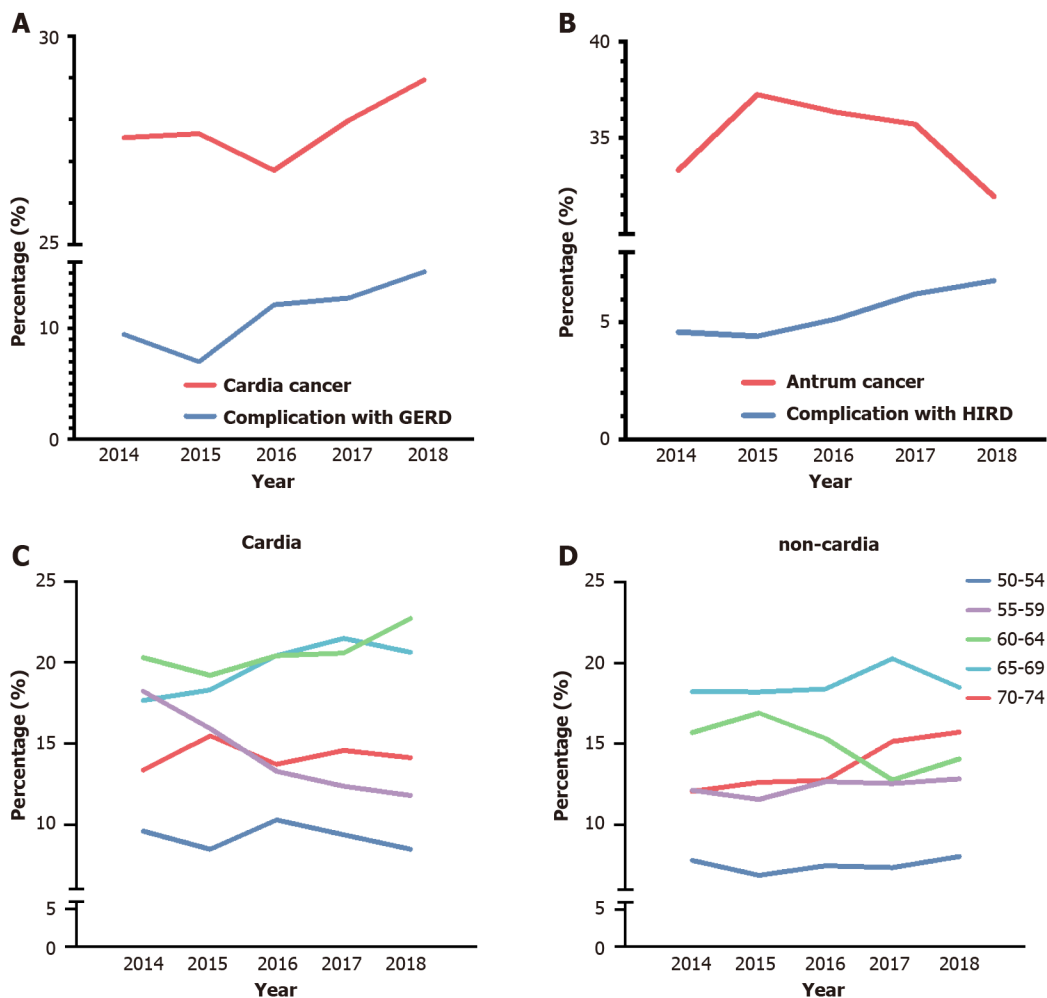 A
30
25
10
0
Percentage (%)
Cardia cancer
Complication with GERD
2014 2015 2016 2017 2018
Year
B
40
35
5
0
Percentage (%)
Antrum cancer
Complication with HIRD
2014 2015 2016 2017 2018
Year
C
Cardia
25
20
15
10
5
0
Percentage (%)
2014 2015 2016 2017 2018
Year
D
non-cardia
25
20
15
10
5
0
Percentage (%)
50-54
55-59
60-64
65-69
70-74
2014 2015 2016 2017 2018
Year